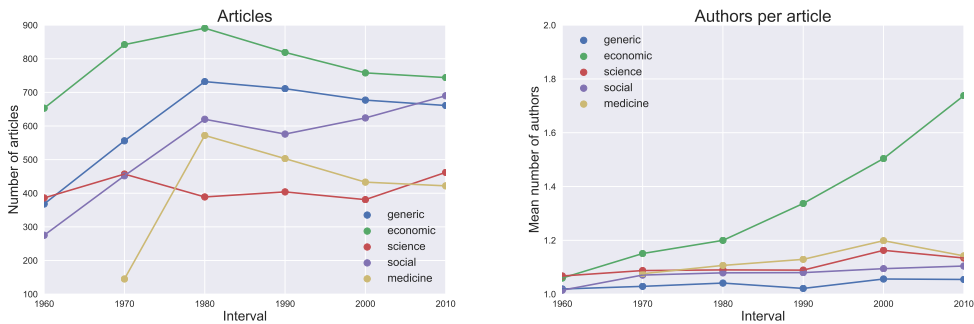 Articles
Number of articles
900
800
700
600
500
400
300
200
100
generic
economic
science
social
medicine
1960
1970
1980
1990
2000
2010
Interval
Authors per article
Mean number of authors
2.0
1.8
1.6
1.4
1.2
1.0
generic
economic
science
social
medicine
1960
1970
1980
1990
2000
2010
Interval